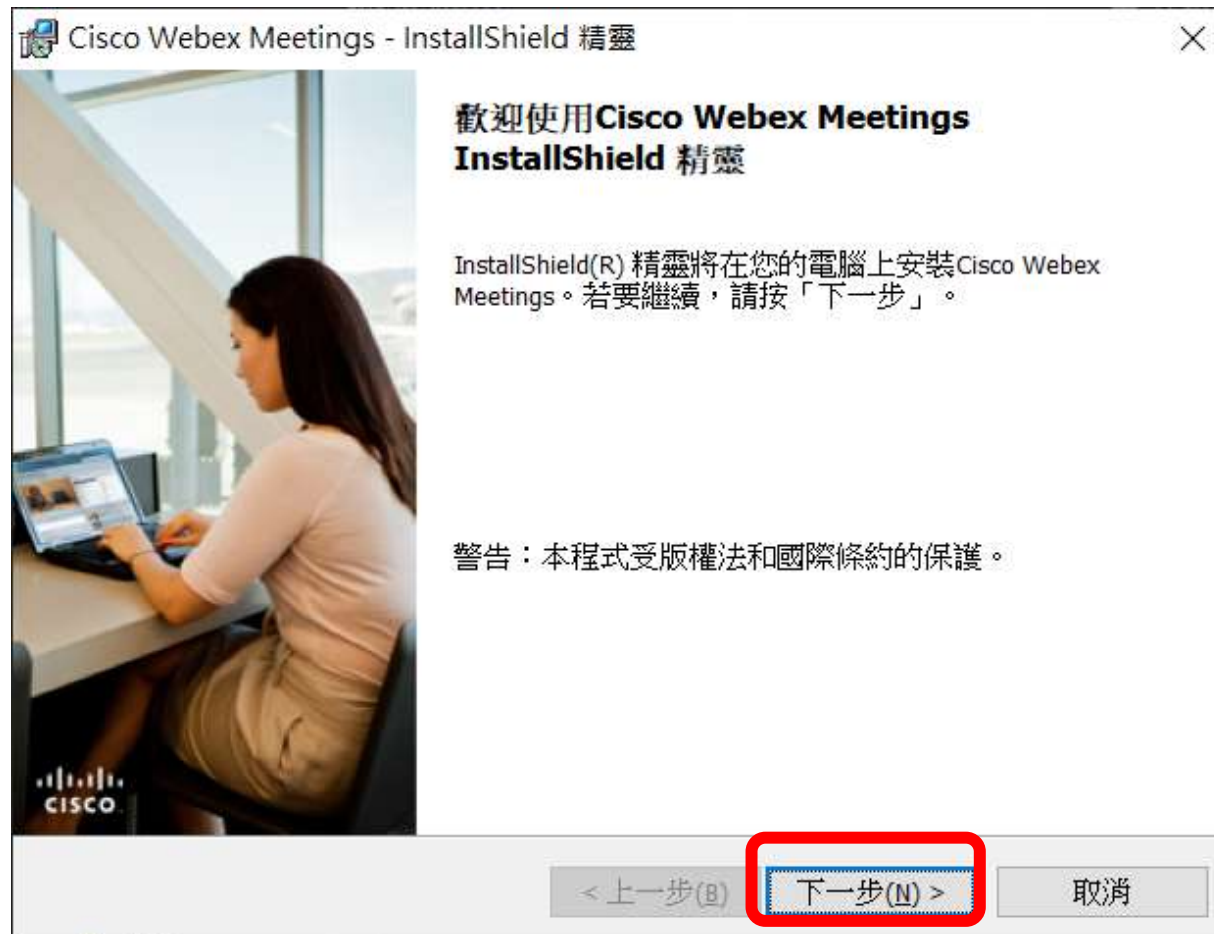 Cisco Webex Meetings - InstallShield 精靈
歡迎使用Cisco Webex Meetings
InstallShield 精靈
InstallShield(R) 精靈將在您的電腦上安裝Cisco Webex
Meetings。若要繼續，請按「下一步」。
警告：本程式受版權法和國際條約的保護。
CISCO
< 上一步(B)
下一步(N) >
取消